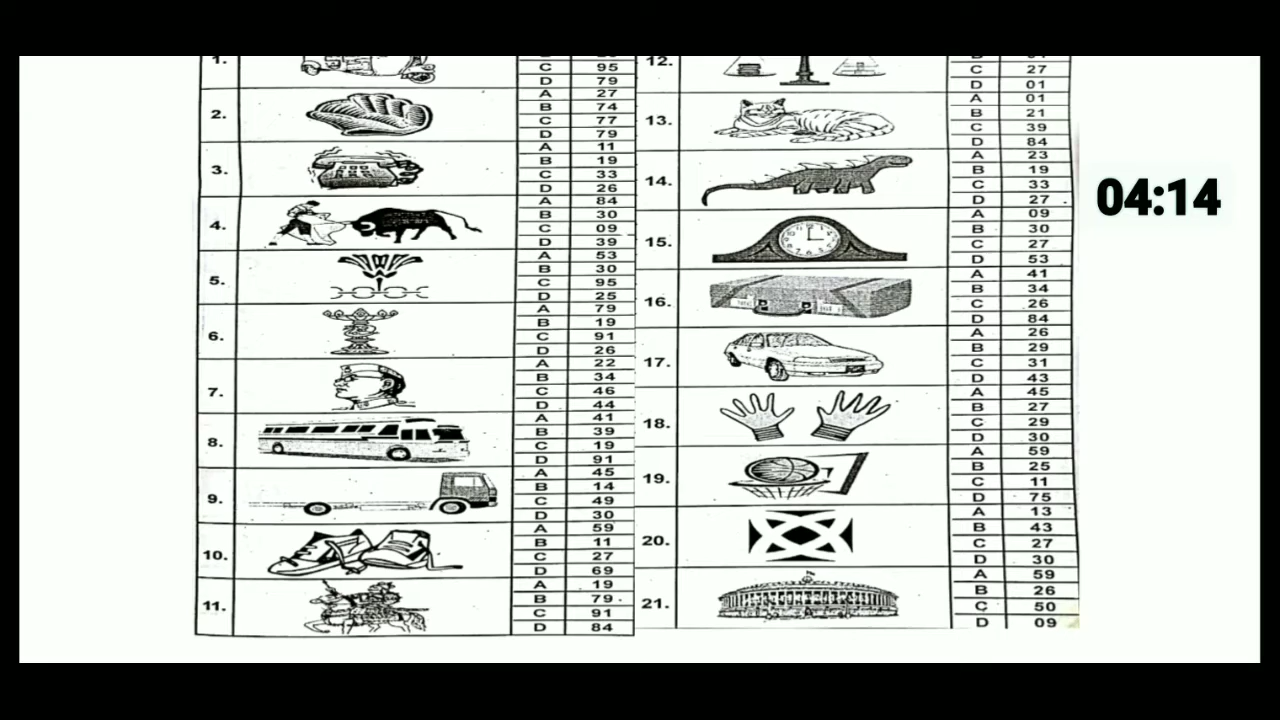 1.
C 95
D 79
2.
A 27
B 74
C 77
D 79
3.
A 11
B 19
C 33
D 26
4.
A 84
B 30
C 09
D 39
5.
A 53
B 30
C 95
D 25
6.
A 79
B 19
C 91
D 26
7.
A 22
B 34
C 46
D 44
8.
A 41
B 39
C 19
D 91
9.
A 45
B 14
C 49
D 30
10.
A 59
B 11
C 27
D 69
11.
A 19
B 79
C 91
D 84
12.
C 27
D 01
13.
A 01
B 21
C 39
D 84
14.
A 23
B 19
C 33
D 27
15.
A 09
B 30
C 27
D 53
16.
A 41
B 34
C 26
D 84
17.
A 26
B 29
C 31
D 43
18.
A 45
B 27
C 29
D 30
19.
A 59
B 25
C 11
D 75
20.
A 13
B 43
C 27
D 30
21.
A 59
B 26
C 50
D 09
04:14